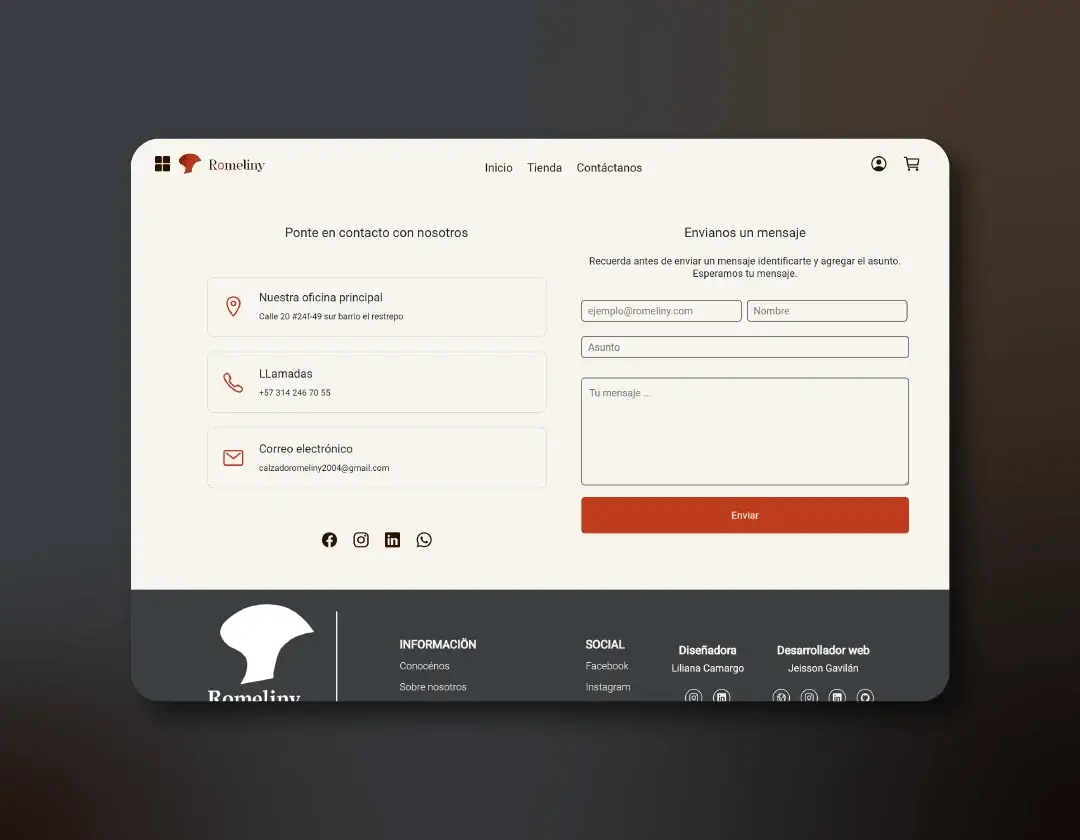 Romeliny
Inicio Tienda Contáctanos
Ponte en contacto con nosotros
Nuestra oficina principal
Calle 20 #24f-49 sur barrio el restrepo
LLamadas
+57 314 246 70 55
Correo electrónico
calzadoromeliny2004@gmail.com
Envianos un mensaje
Recuerda antes de enviar un mensaje identificarte y agregar el asunto.
Esperamos tu mensaje.
ejemplo@romeliny.com Nombre
Asunto
Tu mensaje ...
Enviar
Romeliny
INFORMACIÖN
Conocénos
Sobre nosotros
SOCIAL
Facebook
Instagram
Diseñadora
Liliana Camargo
Desarrollador web
Jeisson Gavilán